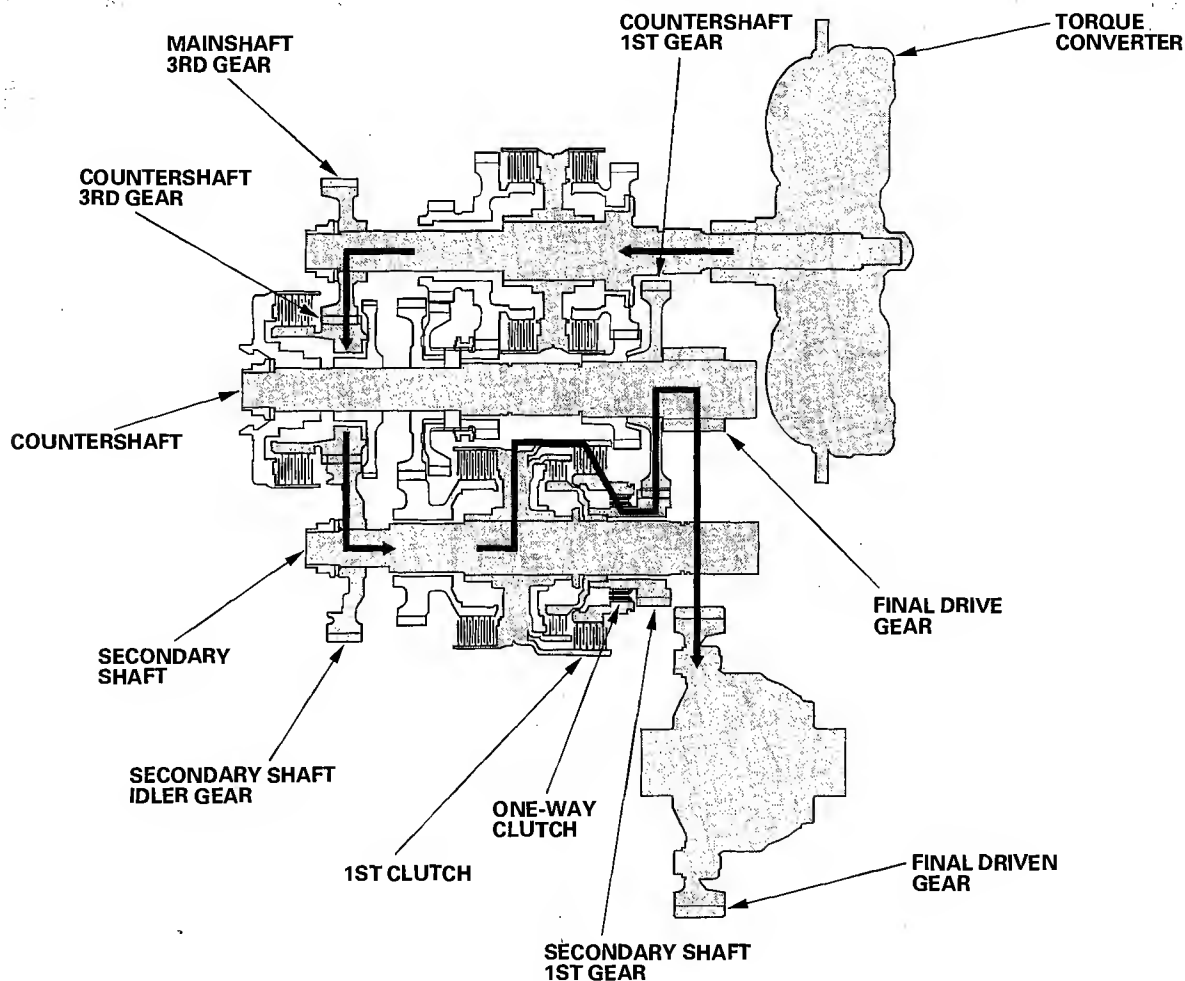 MAINSHAFT
3RD GEAR
COUNTERSHAFT
1ST GEAR
TORQUE
CONVERTER
COUNTERSHAFT
3RD GEAR
COUNTERSHAFT
FINAL DRIVE
GEAR
SECONDARY
SHAFT
SECONDARY SHAFT
IDLER GEAR
ONE-WAY
CLUTCH
1ST CLUTCH
FINAL DRIVEN
GEAR
SECONDARY SHAFT
1ST GEAR